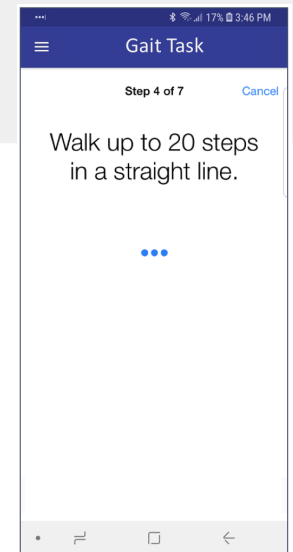 17% 3:46 PM
Gait Task
Step 4 of 7 Cancel
Walk up to 20 steps
in a straight line.